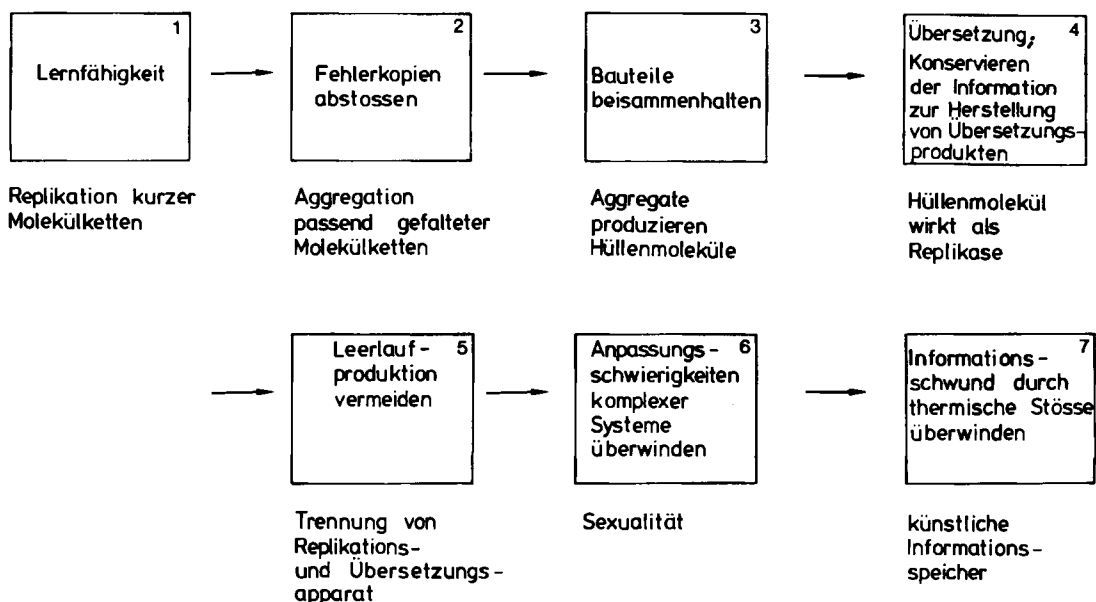 1
Lernfähigkeit
Replikation kurzer
Molekülketten
2
Fehlerkopien
abstossen
Aggregation
passend gefalteter
Molekülketten
3
Bauteile
beisammenhalten
Aggregate
produzieren
Hüllenmoleküle
Übersetzung; 4
Konservieren
der Information
zur Herstellung
von Übersetzungs-
produkten
Hüllenmolekül
wirkt als
Replikase
Leerlauf- 5
produktion
vermeiden
Trennung von
Replikations-
und Übersetzungs-
apparat
Anpassungs- 6
schwierigkeiten
komplexer
Systeme
überwinden
Sexualität
7
Informations-
schwund durch
thermische Stösse
überwinden
künstliche
Informations-
speicher